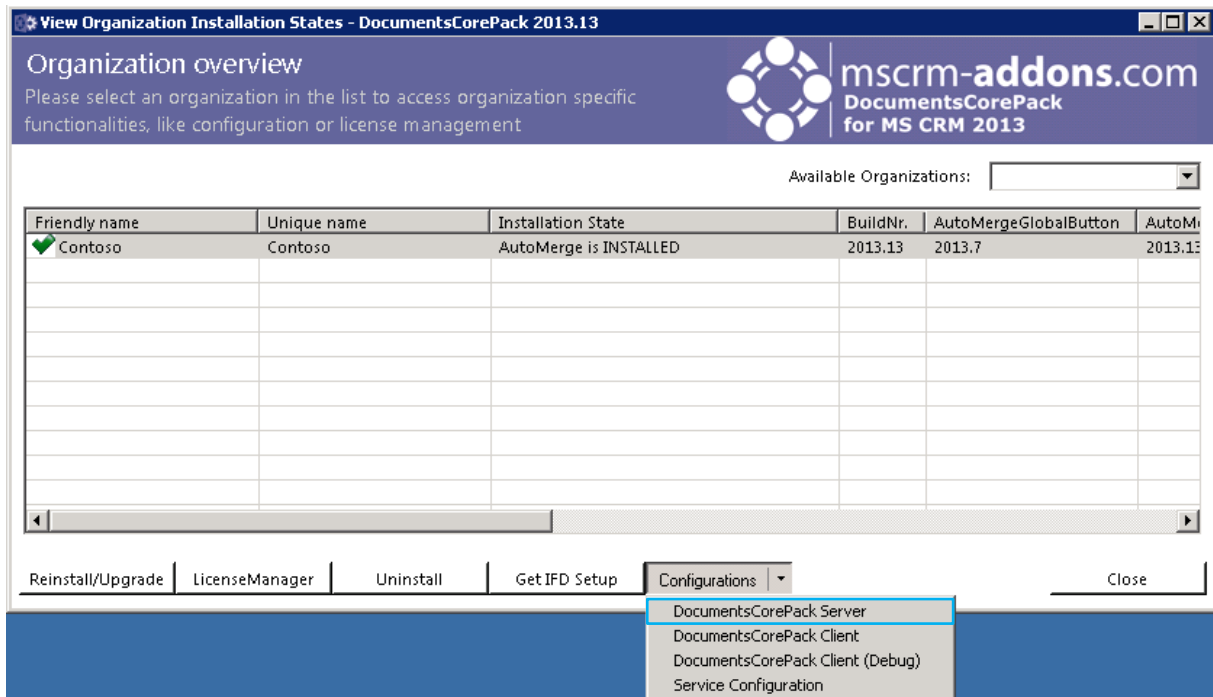 View Organization Installation States - DocumentsCorePack 2013.13
Organization overview
Please select an organization in the list to access organization specific
functionalities, like configuration or license management
mscrm-addons.com
DocumentsCorePack
for MS CRM 2013
Available Organizations:
Friendly name Unique name Installation State BuildNr. AutoMergeGlobalButton AutoM
Contoso Contoso AutoMerge is INSTALLED 2013.13 2013.7 2013.13
Reinstall/Upgrade LicenseManager Uninstall Get IFD Setup Configurations Close
DocumentsCorePack Server
DocumentsCorePack Client
DocumentsCorePack Client (Debug)
Service Configuration